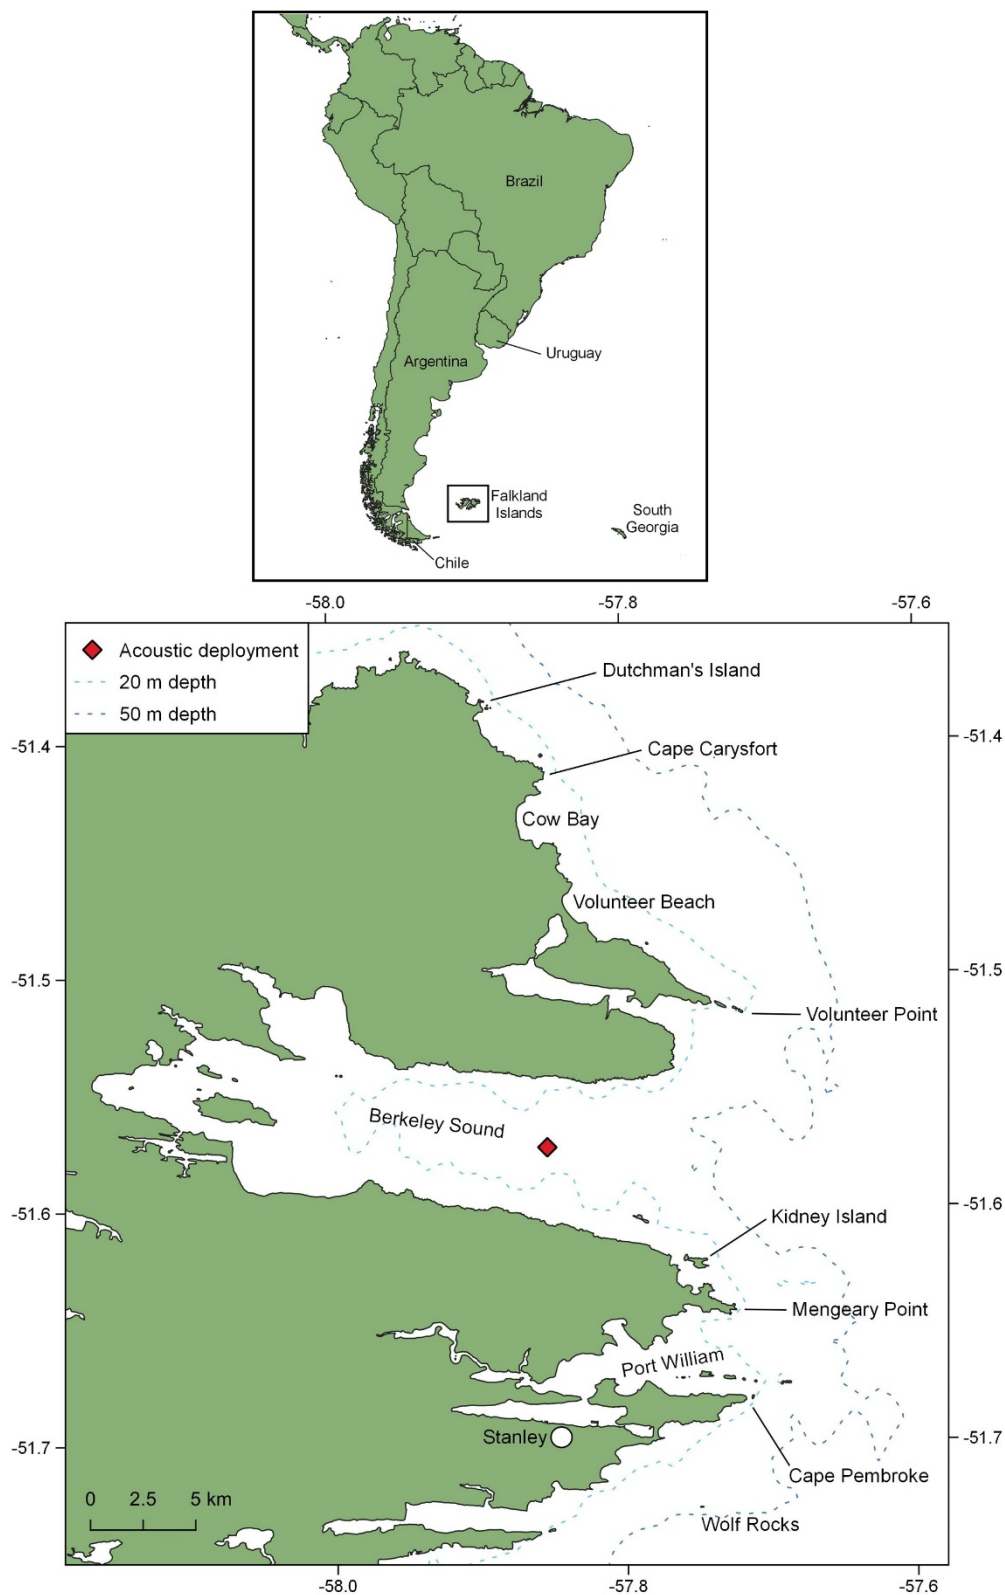 Brazil
Uruguay
Argentina
Falkland
Islands
South
Georgia
Chile
-58.0
-57.8
-57.6
Acoustic deployment
20 m depth
50 m depth
Dutchman's Island
-51.4
-51.4
Cape Carysfort
Cow Bay
Volunteer Beach
-51.5
-51.5
Volunteer Point
Berkeley Sound
-51.6
-51.6
Kidney Island
Mengeary Point
Port William
Stanley
-51.7
-51.7
Cape Pembroke
0 2.5 5 km
Wolf Rocks
-58.0
-57.8
-57.6